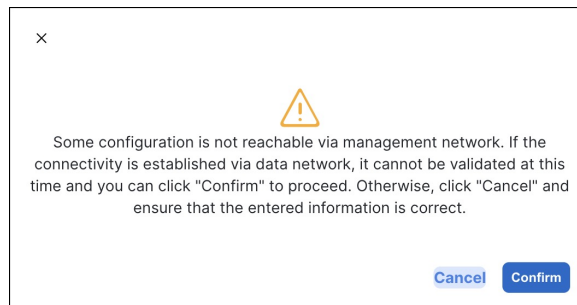 Some configuration is not reachable via management network. If the
connectivity is established via data network, it cannot be validated at this
time and you can click "Confirm" to proceed. Otherwise, click "Cancel" and
ensure that the entered information is correct.
Cancel Confirm